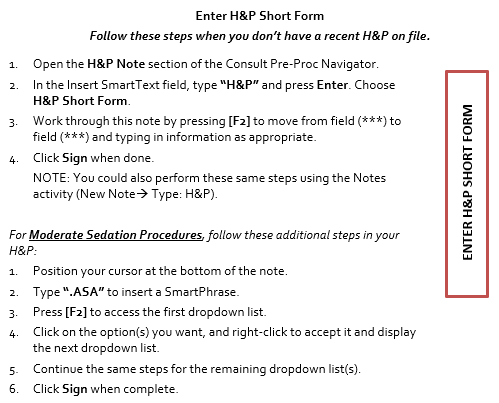 Enter H&P Short Form
Follow these steps when you don't have a recent H&P on file.
1. Open the H&P Note section of the Consult Pre-Proc Navigator.
2. In the Insert SmartText field, type “H&P” and press Enter. Choose
H&P Short Form.
3. Work through this note by pressing [F2] to move from field (***) to
field (***) and typing in information as appropriate.
4. Click Sign when done.
NOTE: You could also perform these same steps using the Notes
activity (New Note→ Type: H&P).
For Moderate Sedation Procedures, follow these additional steps in your
H&P:
1. Position your cursor at the bottom of the note.
2. Type “.ASA” to insert a SmartPhrase.
3. Press [F2] to access the first dropdown list.
4. Click on the option(s) you want, and right-click to accept it and display
the next dropdown list.
5. Continue the same steps for the remaining dropdown list(s).
6. Click Sign when complete.
ENTER H&P SHORT FORM